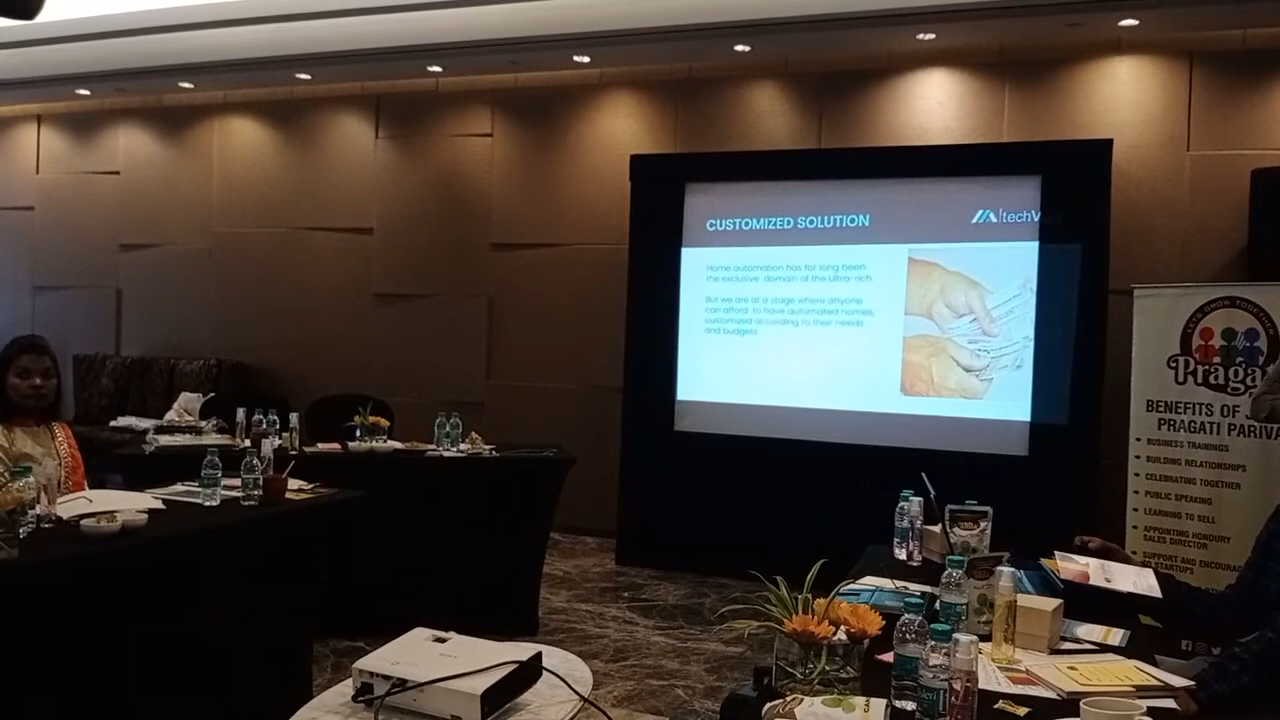 CUSTOMIZED SOLUTION
techV
Home automation has for long been
the exclusive domain of the Ultra-rich.
But we are at a stage where anyone
can afford to have automated homes,
customized according to their needs
and budgets
LETS GROW TOGETHER
Praga
BENEFITS OF J
PRAGATI PARIVA
BUSINESS TRAININGS
BUILDING RELATIONSHIPS
CELEBRATING TOGETHER
PUBLIC SPEAKING
LEARNING TO SELL
APPOINTING HONOURY
SALES DIRECTOR
SUPPORT AND ENCOURAG
TO STARTUPS